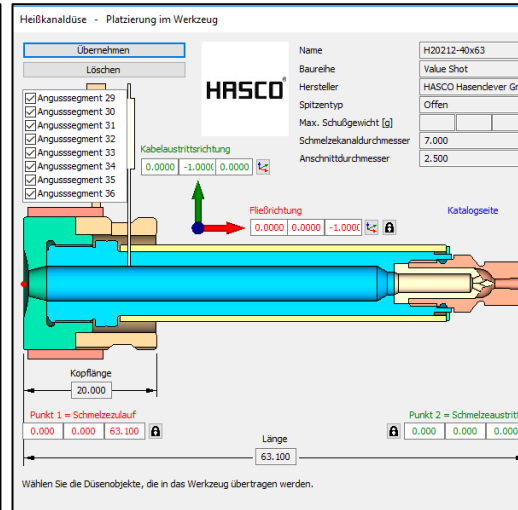 Heißkanaldüse - Platzierung im Werkzeug
Übernehmen
Löschen
HASCO
Name
H20212-40x63
Baureihe
Value Shot
Hersteller
HASCO Hasenclever Gr
Spitzentyp
Offen
Max. Schußgewicht [g]
Schmelzekanaldurchmesser
7.000
Anschnittdurchmesser
2.500
Angusssegment 29
Angusssegment 30
Angusssegment 31
Angusssegment 32
Angusssegment 33
Angusssegment 34
Angusssegment 35
Angusssegment 36
Kabelaustrittsrichtung
0.0000 -1.0000 0.0000
Fließrichtung
0.0000 0.0000 -1.0000
Katalogseite
Kopflänge
20.000
Punkt 1 = Schmelzezulauf
0.000 0.000 63.100
Punkt 2 = Schmelzeaustritt
0.000 0.000 0.000
Länge
63.100
Wählen Sie die Düsenobjekte, die in das Werkzeug übertragen werden.